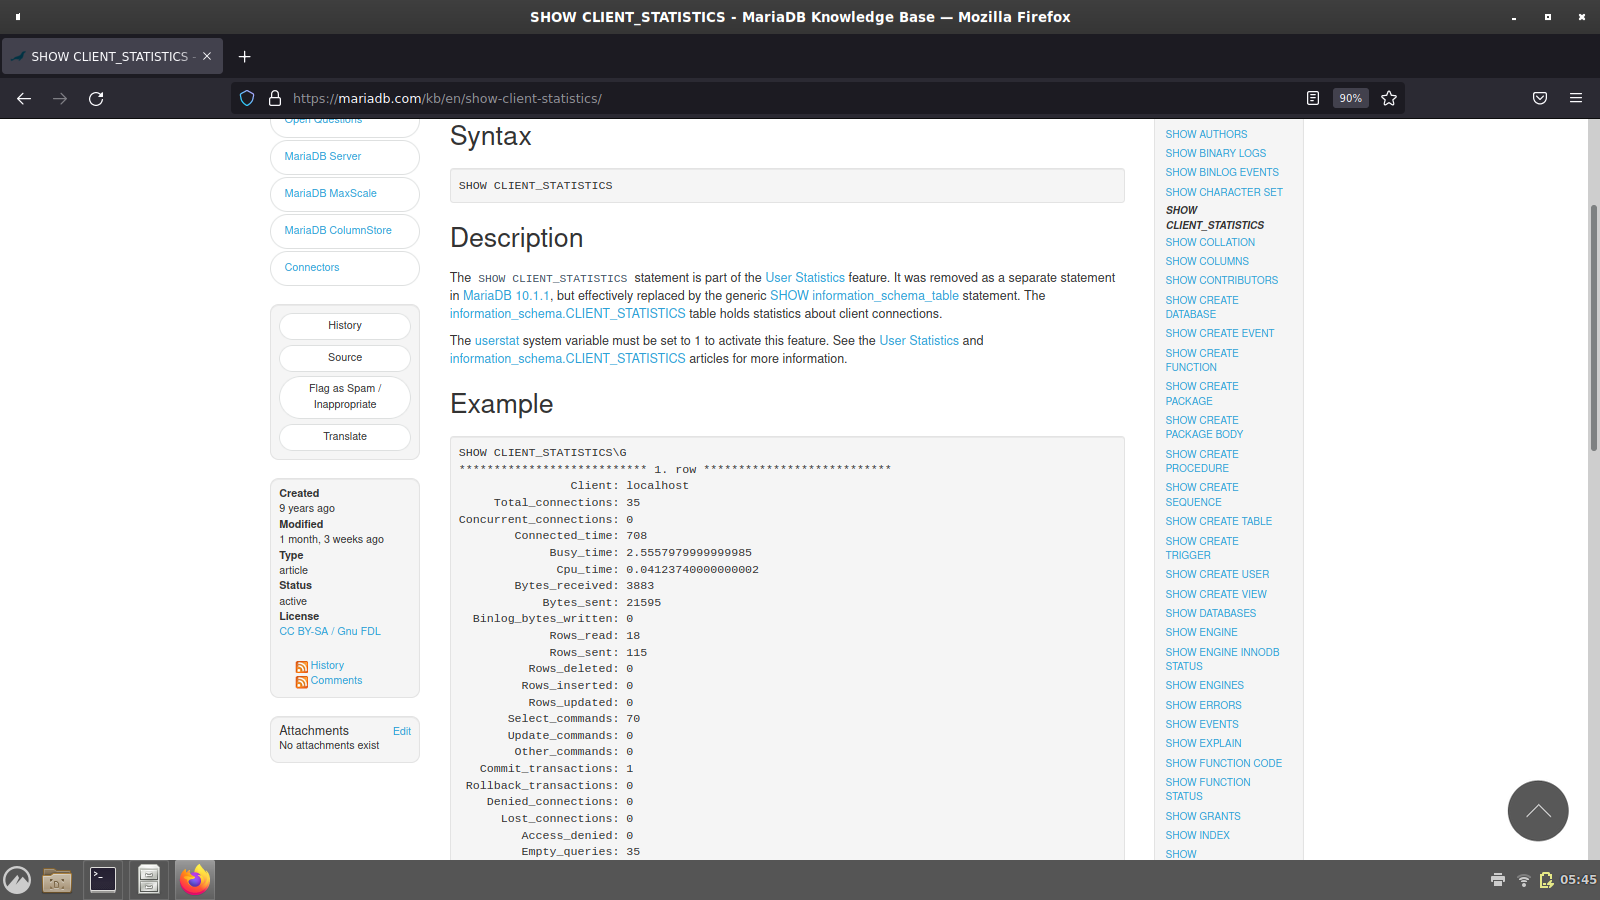 SHOW CLIENT_STATISTICS - MariaDB Knowledge Base — Mozilla Firefox
SHOW CLIENT_STATISTICS -
https://mariadb.com/kb/en/show-client-statistics/
90%
Open Questions
MariaDB Server
MariaDB MaxScale
MariaDB ColumnStore
Connectors
History
Source
Flag as Spam /
Inappropriate
Translate
Created
9 years ago
Modified
1 month, 3 weeks ago
Type
article
Status
active
License
CC BY-SA / Gnu FDL
History
Comments
Attachments Edit
No attachments exist
Syntax
SHOW CLIENT_STATISTICS
Description
The SHOW CLIENT_STATISTICS statement is part of the User Statistics feature. It was removed as a separate statement
in MariaDB 10.1.1, but effectively replaced by the generic SHOW information_schema_table statement. The
information_schema.CLIENT_STATISTICS table holds statistics about client connections.
The userstat system variable must be set to 1 to activate this feature. See the User Statistics and
information_schema.CLIENT_STATISTICS articles for more information.
Example
SHOW CLIENT_STATISTICS\G
*************************** 1. row ***************************
Client: localhost
Total_connections: 35
Concurrent_connections: 0
Connected_time: 708
Busy_time: 2.5557979999999985
Cpu_time: 0.04123740000000002
Bytes_received: 3883
Bytes_sent: 21595
Binlog_bytes_written: 0
Rows_read: 18
Rows_sent: 115
Rows_deleted: 0
Rows_inserted: 0
Rows_updated: 0
Select_commands: 70
Update_commands: 0
Other_commands: 0
Commit_transactions: 1
Rollback_transactions: 0
Denied_connections: 0
Lost_connections: 0
Access_denied: 0
Empty_queries: 35
SHOW AUTHORS
SHOW BINARY LOGS
SHOW BINLOG EVENTS
SHOW CHARACTER SET
SHOW
CLIENT_STATISTICS
SHOW COLLATION
SHOW COLUMNS
SHOW CONTRIBUTORS
SHOW CREATE
DATABASE
SHOW CREATE EVENT
SHOW CREATE
FUNCTION
SHOW CREATE
PACKAGE
SHOW CREATE
PACKAGE BODY
SHOW CREATE
PROCEDURE
SHOW CREATE
SEQUENCE
SHOW CREATE TABLE
SHOW CREATE
TRIGGER
SHOW CREATE USER
SHOW CREATE VIEW
SHOW DATABASES
SHOW ENGINE
SHOW ENGINE INNODB
STATUS
SHOW ENGINES
SHOW ERRORS
SHOW EVENTS
SHOW EXPLAIN
SHOW FUNCTION CODE
SHOW FUNCTION
STATUS
SHOW GRANTS
SHOW INDEX
SHOW
05:45